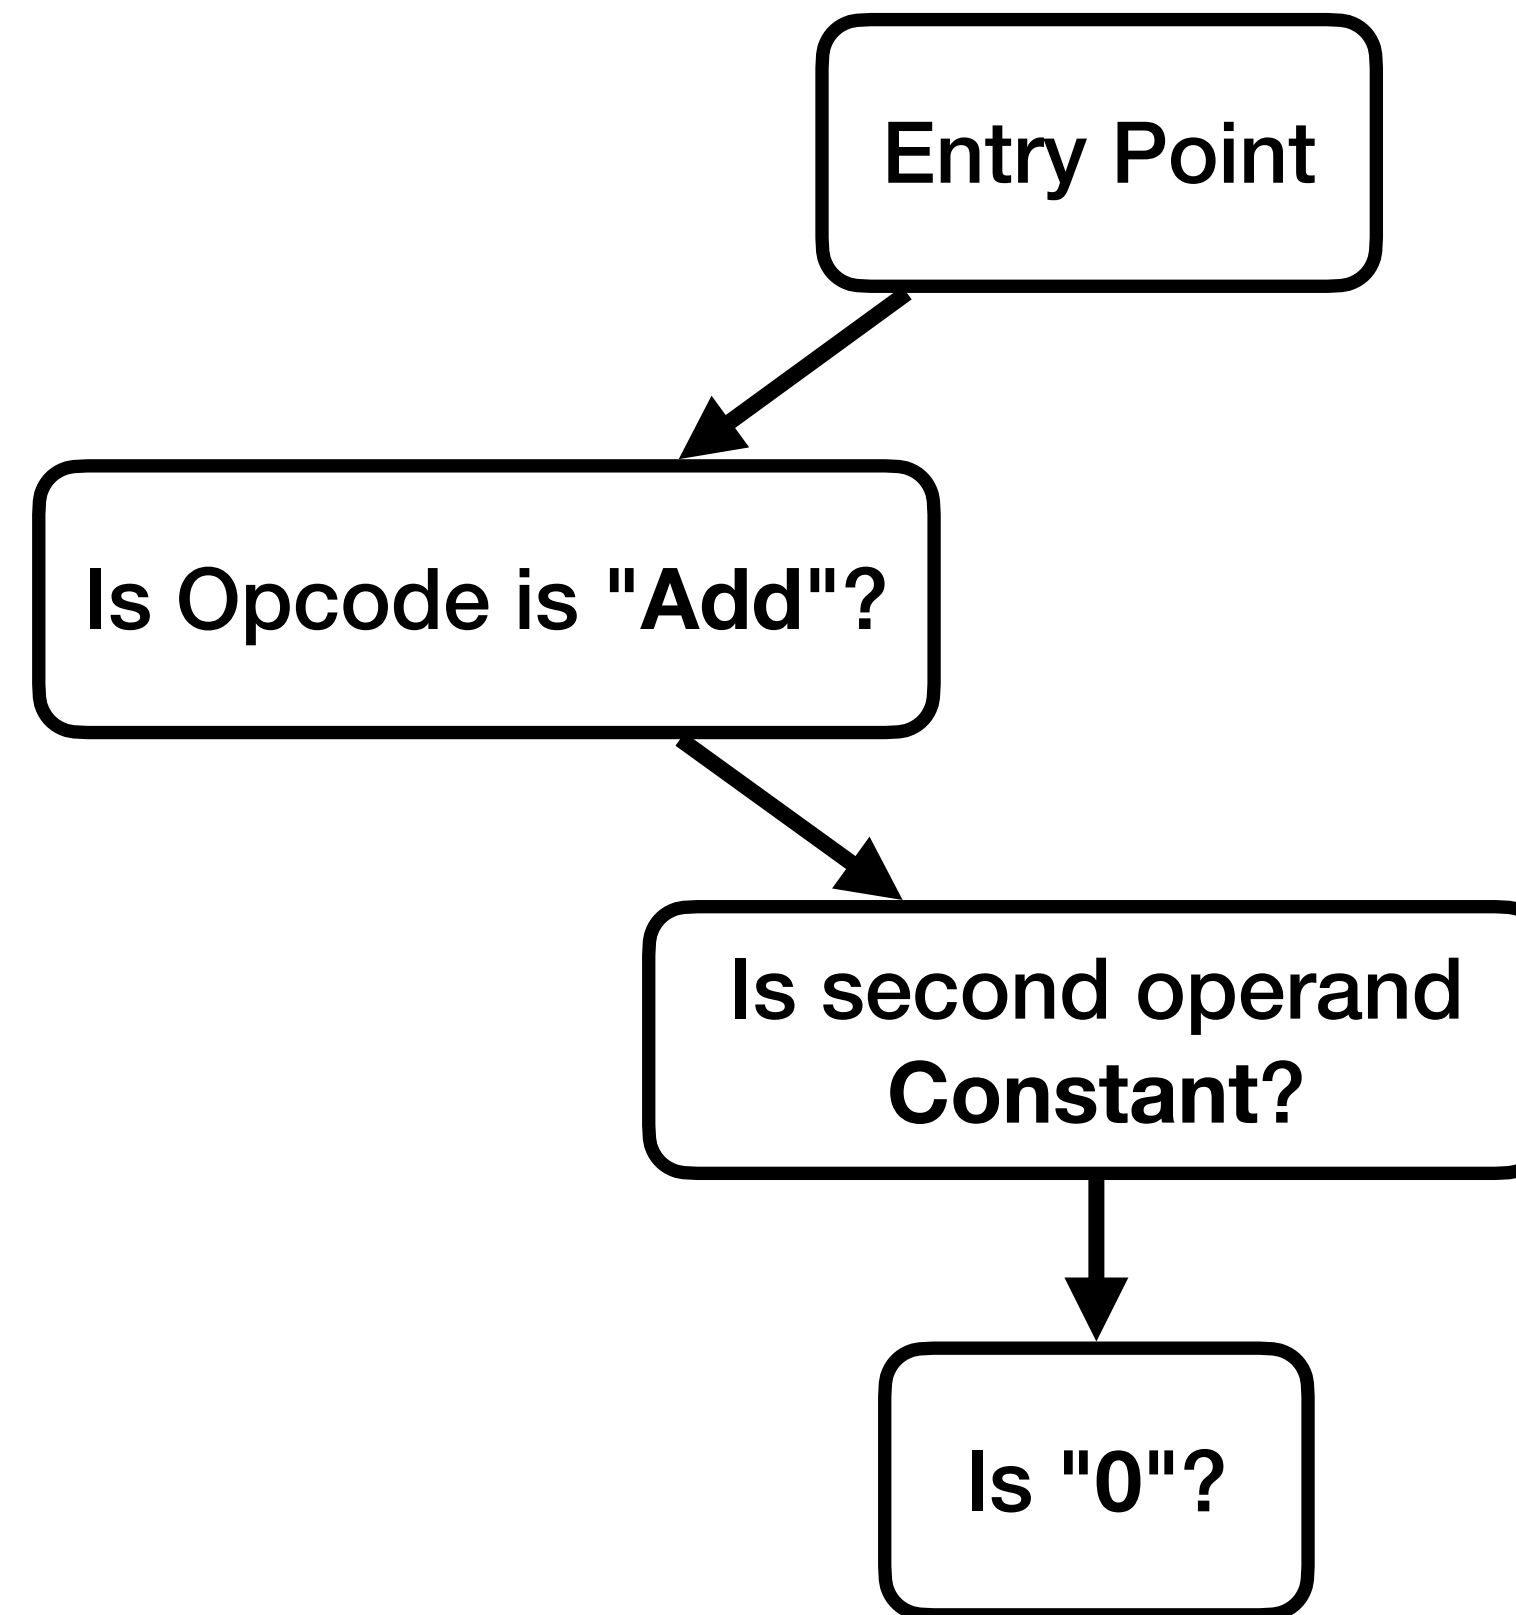 Entry Point
Is Opcode is "Add"?
Is second operand
Constant?
Is "0"?